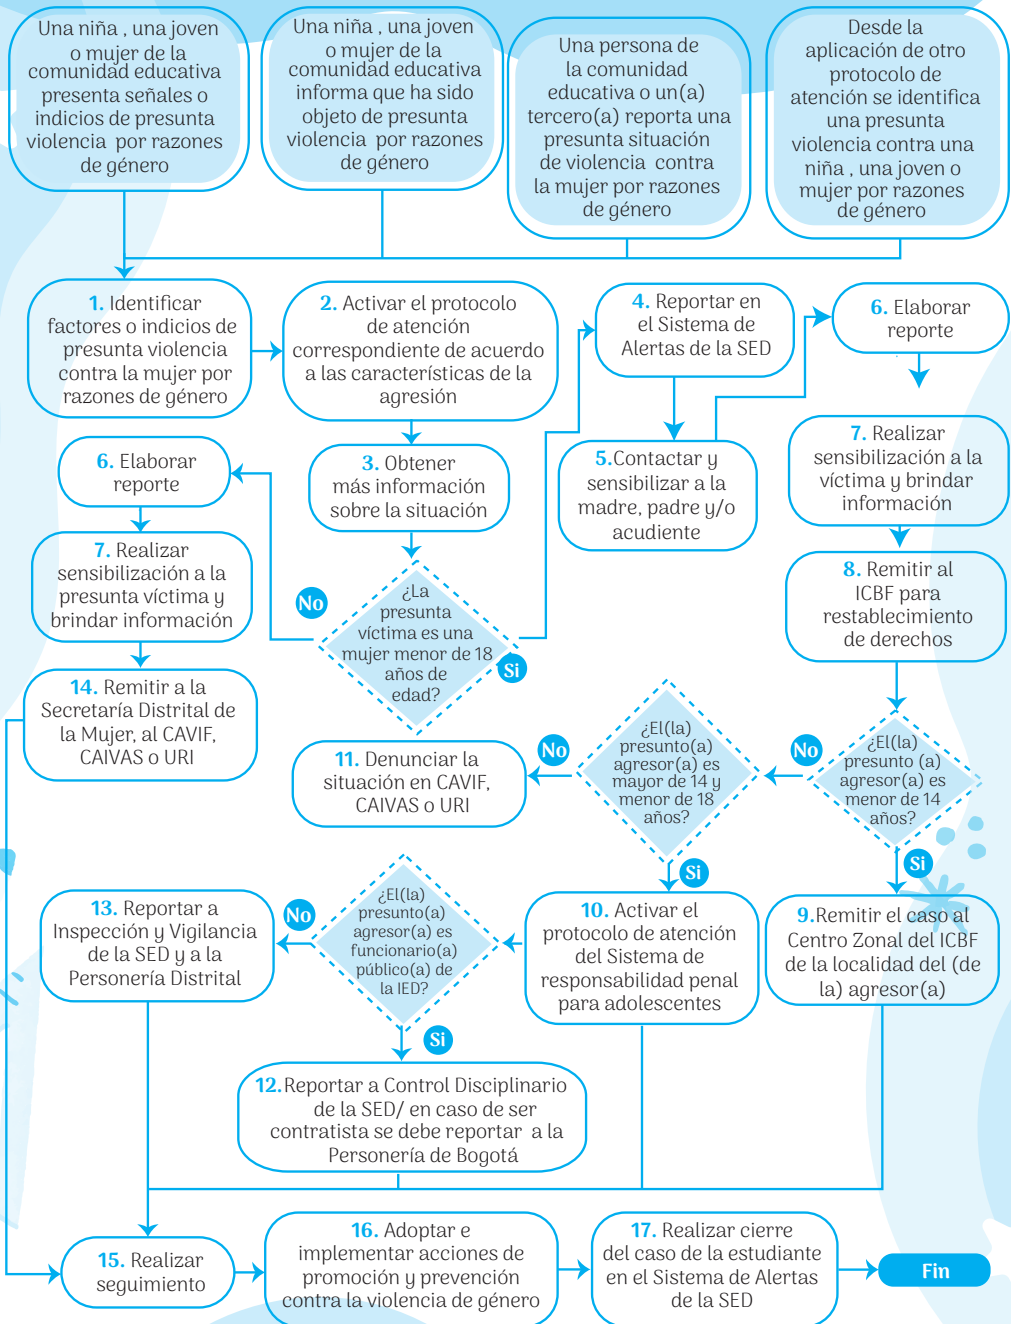 Una niña , una joven
o mujer de la
comunidad educativa
presenta señales o
indicios de presunta
violencia por razones
de género
Una niña , una joven
o mujer de la
comunidad educativa
informa que ha sido
objeto de presunta
violencia por razones
de género
Una persona de
la comunidad
educativa o un(a)
tercero(a) reporta una
presunta situación
de violencia contra
la mujer por razones
de género
Desde la
aplicación de otro
protocolo de
atención se identifica
una presunta
violencia contra una
niña , una joven o
mujer por razones
de género
1. Identificar
factores o indicios de
presunta violencia
contra la mujer por
razones de género
2. Activar el protocolo
de atención
correspondiente de acuerdo
a las características de la
agresión
4. Reportar en
el Sistema de
Alertas de la SED
6. Elaborar
reporte
6. Elaborar
reporte
3. Obtener
más información
sobre la situación
5.Contactar y
sensibilizar a la
madre, padre y/o
acudiente
7. Realizar
sensibilización a la
víctima y brindar
información
7. Realizar
sensibilización a la
presunta víctima y
brindar información
No
¿La
presunta
víctima es una
mujer menor de 18
años de
edad?
Si
8. Remitir al
ICBF para
restablecimiento
de derechos
14. Remitir a la
Secretaría Distrital de
la Mujer, al CAVIF,
CAIVAS o URI
11. Denunciar la
situación en CAVIF,
CAIVAS o URI
No
¿El(la)
presunto(a)
agresor(a) es
mayor de 14 y
menor de 18
años?
No
¿El(la)
presunto (a)
agresor(a) es
menor de 14
años?
Si
Si
13. Reportar a
Inspección y Vigilancia
de la SED y a la
Personería Distrital
No
¿El(la)
presunto(a)
agresor(a) es
funcionario(a)
público(a) de
la IED?
10. Activar el
protocolo de atención
del Sistema de
responsabilidad penal
para adolescentes
9.Remitir el caso al
Centro Zonal del ICBF
de la localidad del (de
la) agresor(a)
Si
12.Reportar a Control Disciplinario
de la SED/ en caso de ser
contratista se debe reportar a la
Personería de Bogotá
15. Realizar
seguimiento
16. Adoptar e
implementar acciones de
promoción y prevención
contra la violencia de género
17. Realizar cierre
del caso de la estudiante
en el Sistema de Alertas
de la SED
Fin